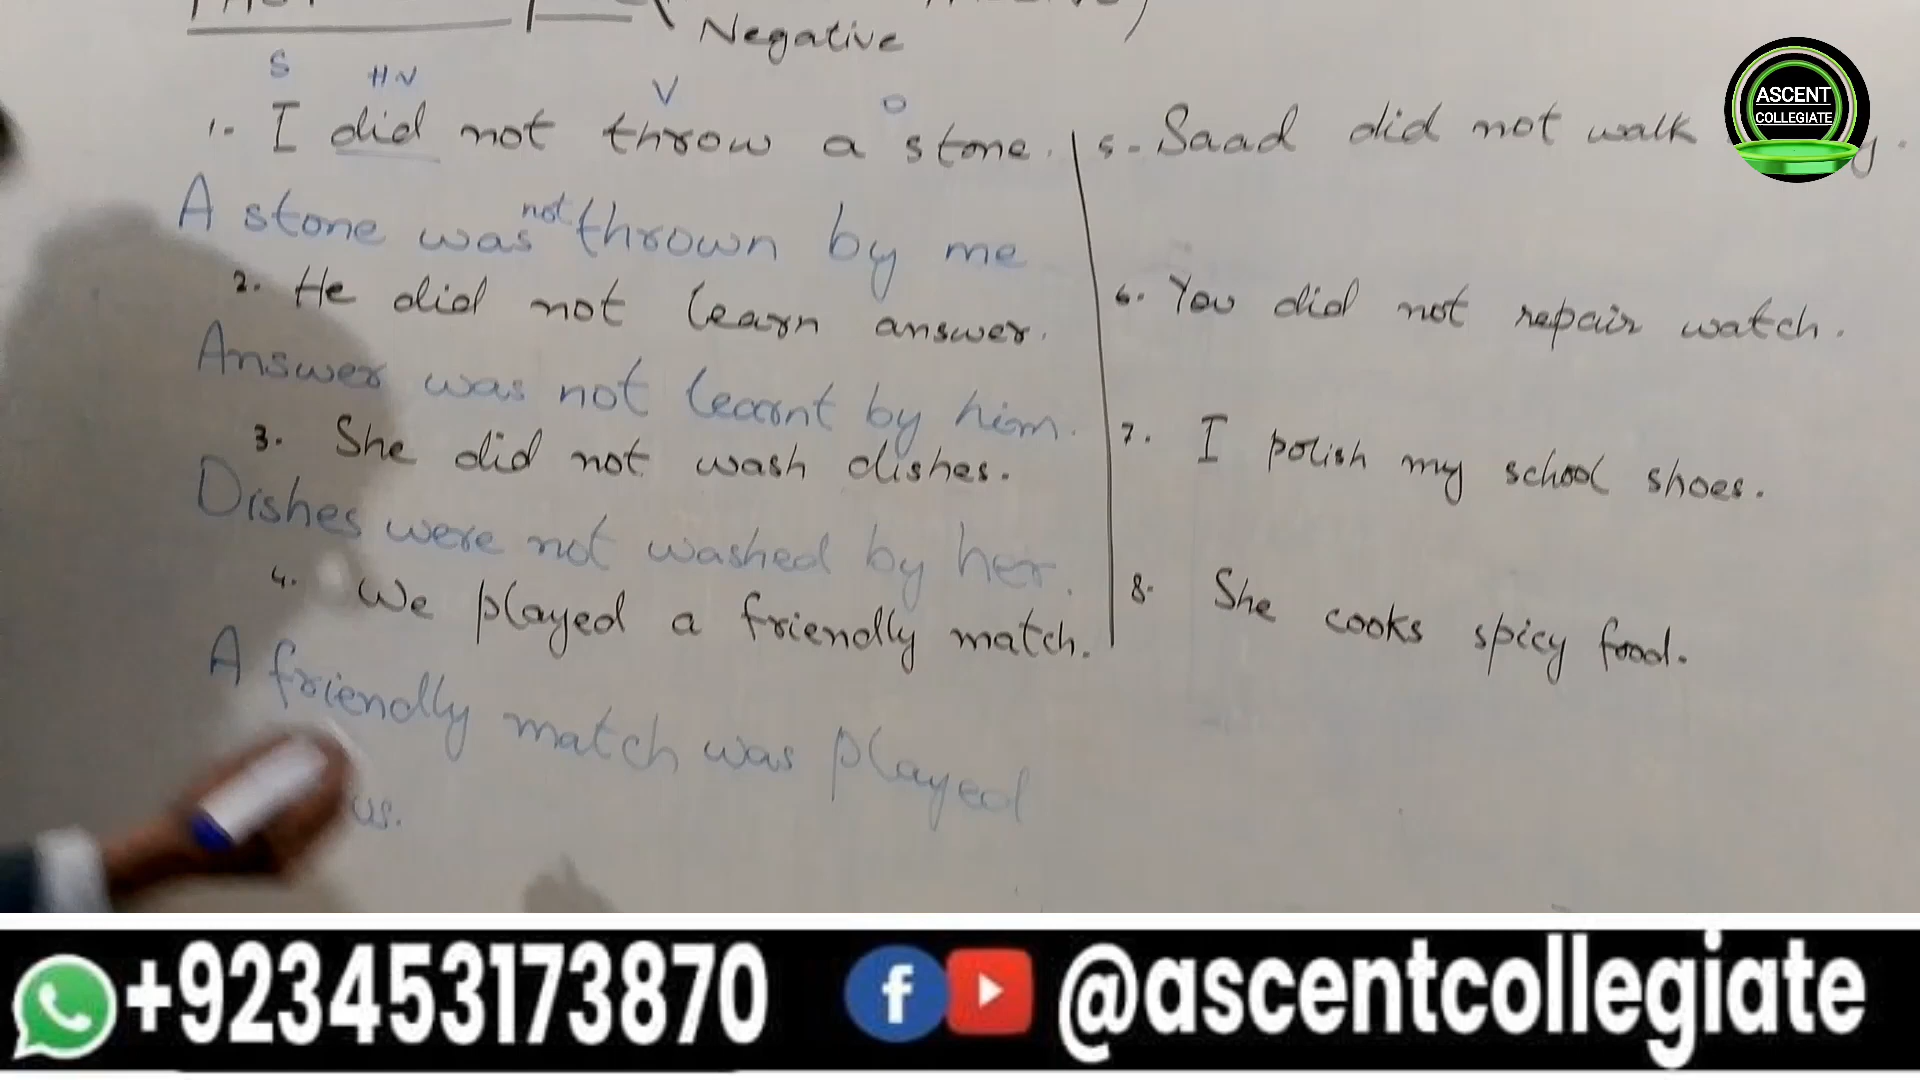 Negative
S HV V O
1. I did not throw a stone.
A stone was not thrown by me
2. He did not learn answer.
Answer was not learnt by him.
3. She did not wash dishes.
Dishes were not washed by her.
4. We played a friendly match.
A friendly match was played
us.
5. Saad did not walk
6. You did not repair watch.
7. I polish my school shoes.
8. She cooks spicy food.
ASCENT
COLLEGIATE
+923453173870 @ascentcollegiate